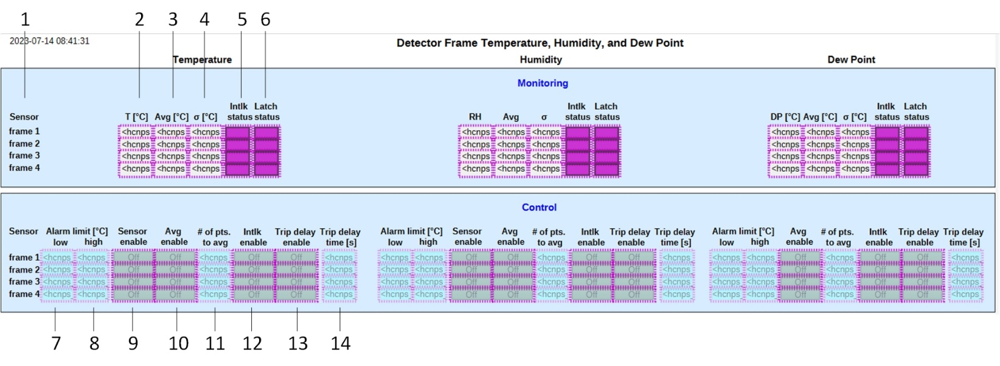 1 2 3 4 5 6
2023-07-14 08:41:31
Detector Frame Temperature, Humidity, and Dew Point
Temperature Humidity Dew Point
Monitoring
Intlk Latch Intlk Latch Intlk Latch
Sensor T [°C] Avg [°C] σ [°C] status status RH Avg σ status status DP [°C] Avg [°C] σ [°C] status status
frame 1 <hcnps <hcnps <hcnps <hcnps <hcnps <hcnps <hcnps <hcnps <hcnps
frame 2 <hcnps <hcnps <hcnps <hcnps <hcnps <hcnps <hcnps <hcnps <hcnps
frame 3 <hcnps <hcnps <hcnps <hcnps <hcnps <hcnps <hcnps <hcnps <hcnps
frame 4 <hcnps <hcnps <hcnps <hcnps <hcnps <hcnps <hcnps <hcnps <hcnps
Control
Sensor Alarm limit [°C] Sensor Avg # of pts. Intlk Trip delay Trip delay Alarm limit [°C] Sensor Avg # of pts. Intlk Trip delay Trip delay Alarm limit [°C] Avg # of pts. Intlk Trip delay Trip delay
low high enable enable to avg enable enable time [s] low high enable enable to avg enable enable time [s] low high enable to avg enable enable time [s]
frame 1 <hcnps <hcnps Off Off <hcnps Off Off <hcnps <hcnps <hcnps Off Off <hcnps Off Off <hcnps <hcnps <hcnps Off <hcnps Off Off <hcnps
frame 2 <hcnps <hcnps Off Off <hcnps Off Off <hcnps <hcnps <hcnps Off Off <hcnps Off Off <hcnps <hcnps <hcnps Off <hcnps Off Off <hcnps
frame 3 <hcnps <hcnps Off Off <hcnps Off Off <hcnps <hcnps <hcnps Off Off <hcnps Off Off <hcnps <hcnps <hcnps Off <hcnps Off Off <hcnps
frame 4 <hcnps <hcnps Off Off <hcnps Off Off <hcnps <hcnps <hcnps Off Off <hcnps Off Off <hcnps <hcnps <hcnps Off <hcnps Off Off <hcnps
7 8 9 10 11 12 13 14